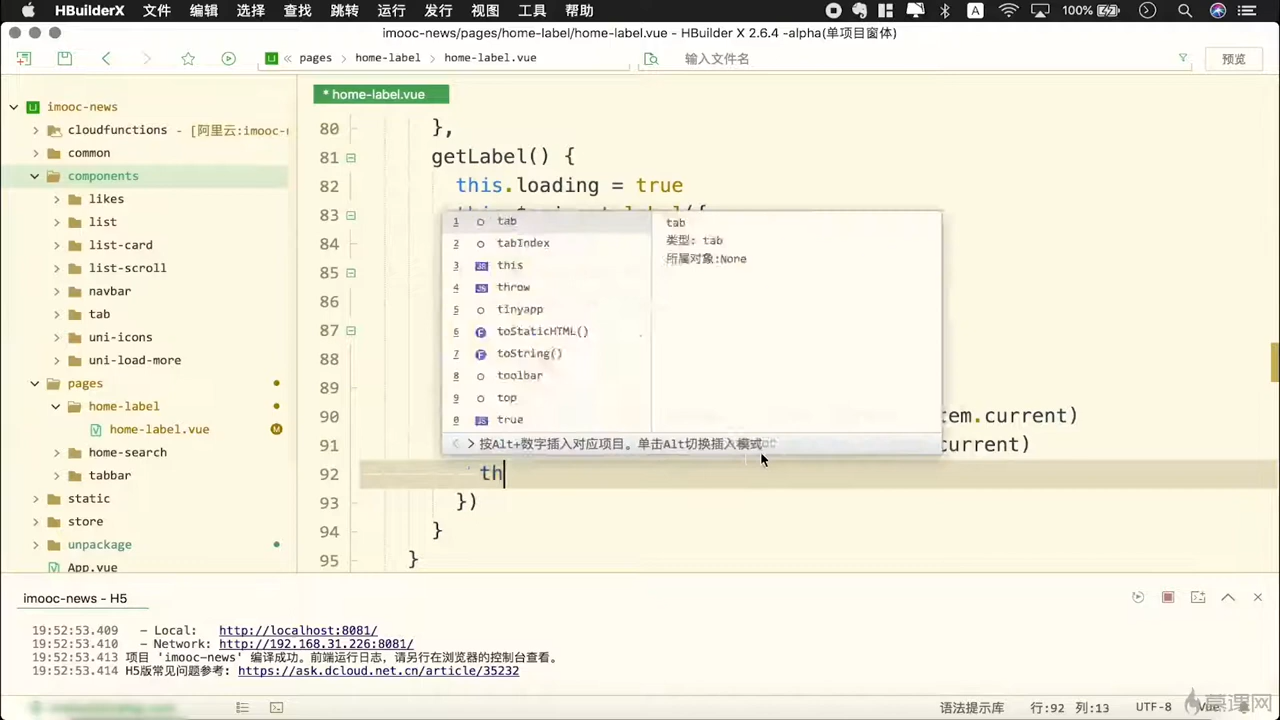 HBuilderX 文件 编辑 选择 查找 跳转 运行 发行 视图 工具 帮助 100%
imooc-news/pages/home-label/home-label.vue - HBuilder X 2.6.4 -alpha(单项目窗体)
pages home-label home-label.vue 输入文件名 预览
imooc-news
cloudfunctions - [阿里云:imooc-
common
components
likes
list
list-card
list-scroll
navbar
tab
uni-icons
uni-load-more
pages
home-label
home-label.vue
home-search
tabbar
static
store
unpackage
App.vue
* home-label.vue
80 },
81 getLabel() {
82 this.loading = true
83
84
85
86
87
88
89
90 em.current)
91 current)
92 th
93 })
94 }
95 }
1 tab
2 tabIndex
3 this
4 throw
5 tinyapp
6 toStaticHTML()
7 toString()
8 toolbar
9 top
0 true
tab
类型: tab
所属对象:None
按Alt+数字插入对应项目。单击Alt切换插入模式
imooc-news - H5
19:52:53.409 - Local: http://localhost:8081/
19:52:53.410 - Network: http://192.168.31.226:8081/
19:52:53.413 项目 'imooc-news' 编译成功。前端运行日志，请另行在浏览器的控制台查看。
19:52:53.414 H5版常见问题参考: https://ask.dcloud.net.cn/article/35232
语法提示库 行:92 列:13 UTF-8 Vue
慕课网